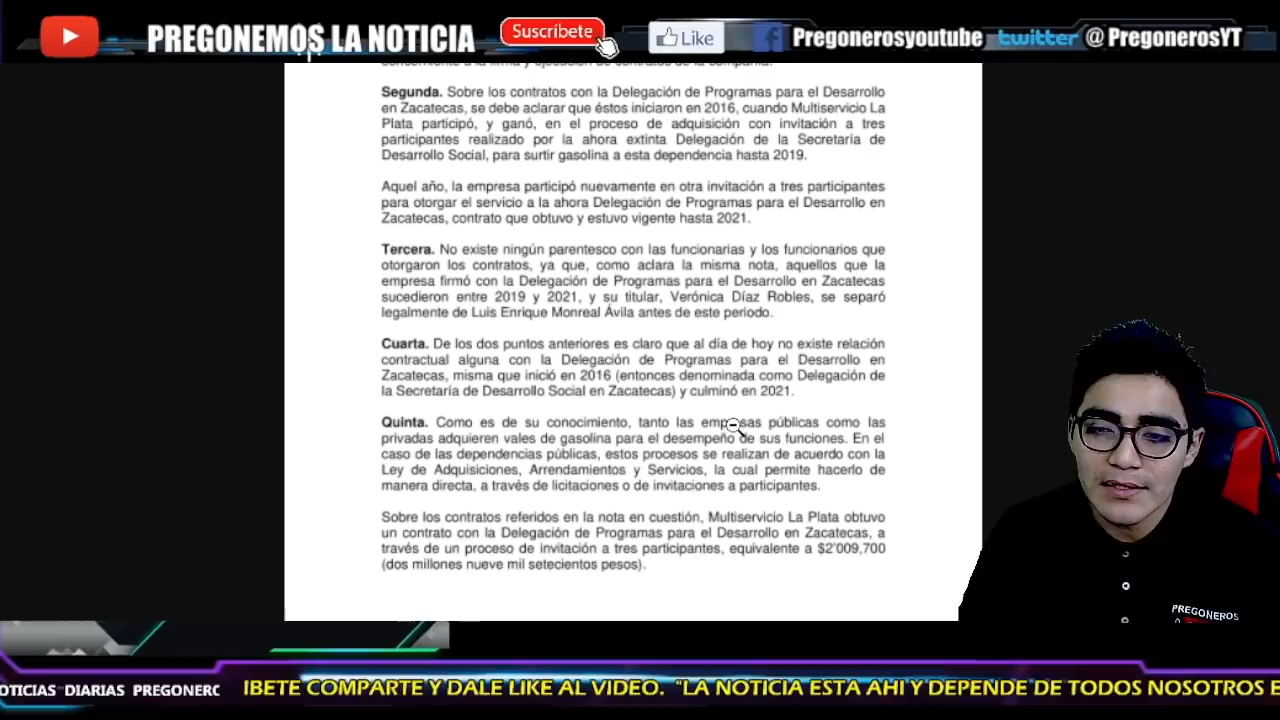 PREGONEMOS LA NOTICIA
Suscríbete
Like
Pregonerosyoutube
twitter @PregonerosYT
concerniente a la firma y ejecución de contratos de la compañía.
Segunda. Sobre los contratos con la Delegación de Programas para el Desarrollo
en Zacatecas, se debe aclarar que éstos iniciaron en 2016, cuando Multiservicio La
Plata participó, y ganó, en el proceso de adquisición con invitación a tres
participantes realizado por la ahora extinta Delegación de la Secretaría de
Desarrollo Social, para surtir gasolina a esta dependencia hasta 2019.
Aquel año, la empresa participó nuevamente en otra invitación a tres participantes
para otorgar el servicio a la ahora Delegación de Programas para el Desarrollo en
Zacatecas, contrato que obtuvo y estuvo vigente hasta 2021.
Tercera. No existe ningún parentesco con las funcionarias y los funcionarios que
otorgaron los contratos, ya que, como aclara la misma nota, aquellos que la
empresa firmó con la Delegación de Programas para el Desarrollo en Zacatecas
sucedieron entre 2019 y 2021, y su titular, Verónica Díaz Robles, se separó
legalmente de Luis Enrique Monreal Ávila antes de este periodo.
Cuarta. De los dos puntos anteriores es claro que al día de hoy no existe relación
contractual alguna con la Delegación de Programas para el Desarrollo en
Zacatecas, misma que inició en 2016 (entonces denominada como Delegación de
la Secretaría de Desarrollo Social en Zacatecas) y culminó en 2021.
Quinta. Como es de su conocimiento, tanto las empresas públicas como las
privadas adquieren vales de gasolina para el desempeño de sus funciones. En el
caso de las dependencias públicas, estos procesos se realizan de acuerdo con la
Ley de Adquisiciones, Arrendamientos y Servicios, la cual permite hacerlo de
manera directa, a través de licitaciones o de invitaciones a participantes.
Sobre los contratos referidos en la nota en cuestión, Multiservicio La Plata obtuvo
un contrato con la Delegación de Programas para el Desarrollo en Zacatecas, a
través de un proceso de invitación a tres participantes, equivalente a $2'009,700
(dos millones nueve mil setecientos pesos).
PREGONEROS
OTICIAS DIARIAS PREGONERO
IBETE COMPARTE Y DALE LIKE AL VIDEO. "LA NOTICIA ESTA AHI Y DEPENDE DE TODOS NOSOTROS E